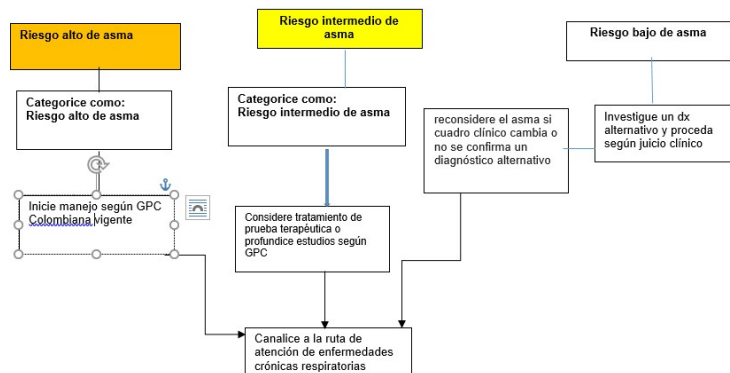 Riesgo alto de asma
Riesgo intermedio de
asma
Riesgo bajo de asma
Categorice como:
Riesgo alto de asma
Categorice como:
Riesgo intermedio de asma
reconsidere el asma si
cuadro clínico cambia o
no se confirma un
diagnóstico alternativo
Investigue un dx
alternativo y proceda
según juicio clínico
Inicie manejo según GPC
Colombiana vigente
Considere tratamiento de
prueba terapéutica o
profundice estudios según
GPC
Canalice a la ruta de
atención de enfermedades
crónicas respiratorias